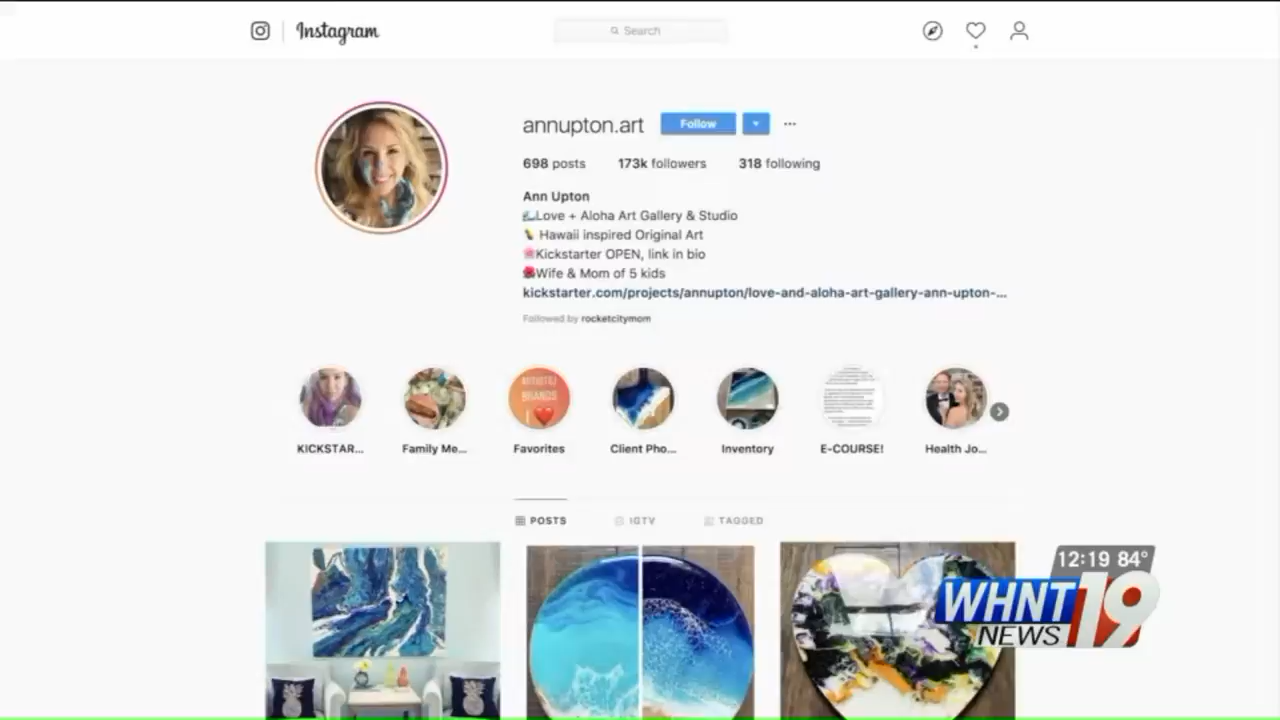 Instagram
Search
annupton.art
Follow
698 posts 173k followers 318 following
Ann Upton
Love + Aloha Art Gallery & Studio
Hawaii inspired Original Art
Kickstarter OPEN, link in bio
Wife & Mom of 5 kids
kickstarter.com/projects/annupton/love-and-aloha-art-gallery-ann-upton-...
Followed by rocketcitymom
ARTISTS/
BRANDS
I ❤
KICKSTAR... Family Me... Favorites Client Pho... Inventory E-COURSE! Health Jo...
POSTS IGTV TAGGED
12:19 84°
WHNT 19
NEWS